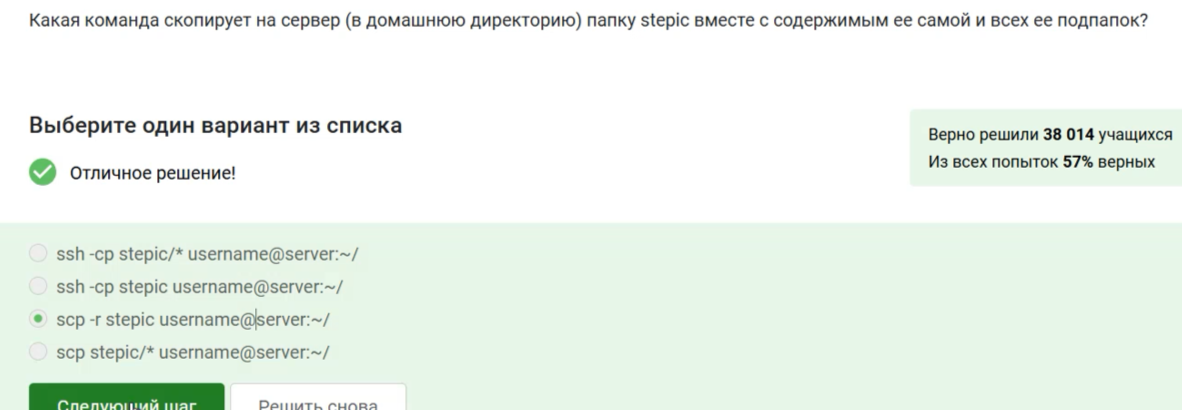 Какая команда скопирует на сервер (в домашнюю директорию) папку stepic вместе с содержимым ее самой и всех ее подпапок?
Выберите один вариант из списка
Верно решили 38 014 учащихся
Из всех попыток 57% верных
Отличное решение!
ssh -cp stepic/* username@server:~/
ssh -cp stepic username@server:~/
scp -r stepic username@server:~/
scp stepic/* username@server:~/
Следующий шаг
Решить снова